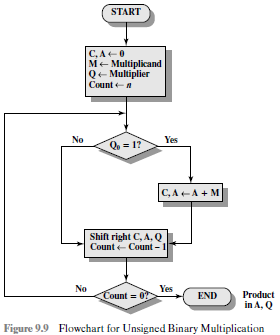 START
C, A ← 0
M ← Multiplicand
Q ← Multiplier
Count ← n
No
Q₀ = 1?
Yes
C, A ← A + M
Shift right C, A, Q
Count ← Count – 1
No
Count = 0?
Yes
END
Product
in A, Q
Figure 9.9 Flowchart for Unsigned Binary Multiplication